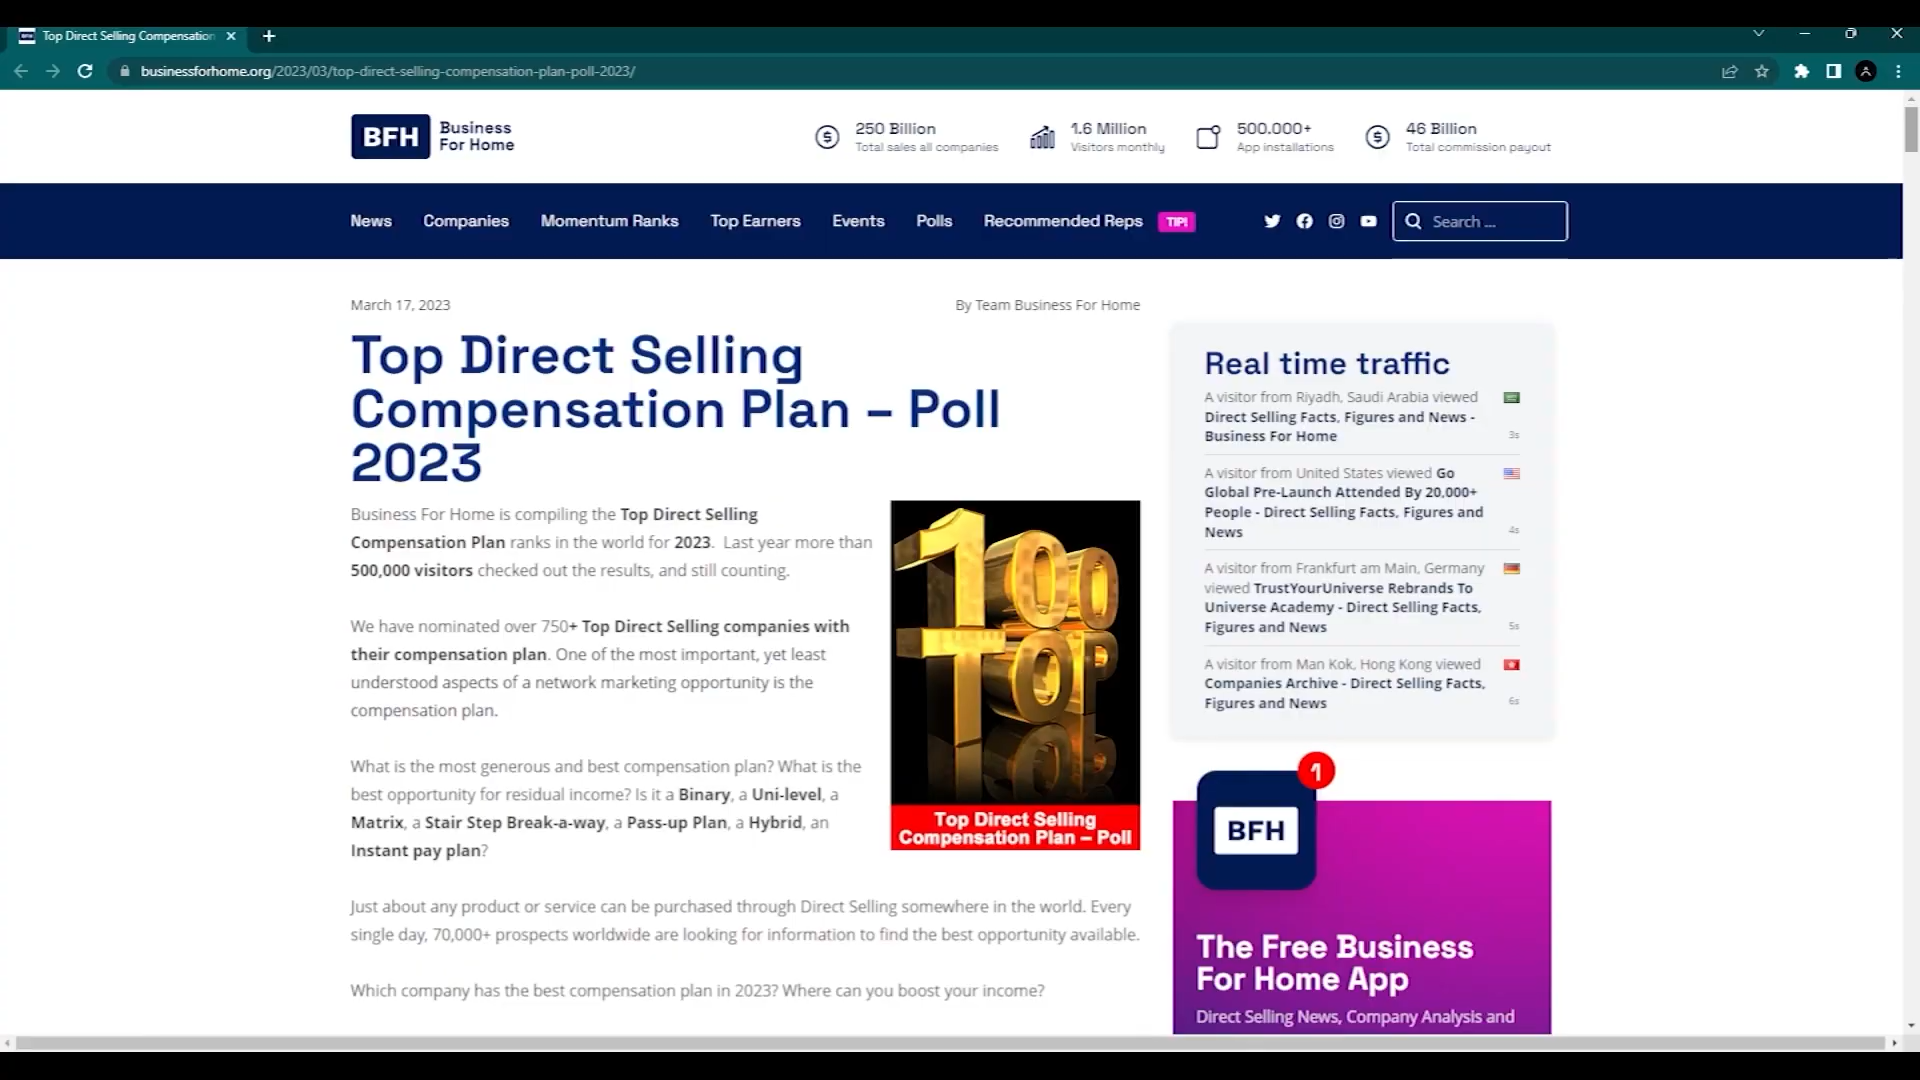 BFH
Top Direct Selling Compensation
businessforhome.org/2023/03/top-direct-selling-compensation-plan-poll-2023/
BFH
Business
For Home
250 Billion
Total sales all companies
1.6 Million
Visitors monthly
500.000+
App installations
46 Billion
Total commission payout
News
Companies
Momentum Ranks
Top Earners
Events
Polls
Recommended Reps
TIP!
Search ...
March 17, 2023
By Team Business For Home
Top Direct Selling
Compensation Plan – Poll
2023
Business For Home is compiling the Top Direct Selling
Compensation Plan ranks in the world for 2023. Last year more than
500,000 visitors checked out the results, and still counting.
We have nominated over 750+ Top Direct Selling companies with
their compensation plan. One of the most important, yet least
understood aspects of a network marketing opportunity is the
compensation plan.
What is the most generous and best compensation plan? What is the
best opportunity for residual income? Is it a Binary, a Uni-level, a
Matrix, a Stair Step Break-a-way, a Pass-up Plan, a Hybrid, an
Instant pay plan?
100
TOP
Top Direct Selling
Compensation Plan – Poll
Just about any product or service can be purchased through Direct Selling somewhere in the world. Every
single day, 70,000+ prospects worldwide are looking for information to find the best opportunity available.
Which company has the best compensation plan in 2023? Where can you boost your income?
Real time traffic
A visitor from Riyadh, Saudi Arabia viewed
Direct Selling Facts, Figures and News -
Business For Home
3s
A visitor from United States viewed Go
Global Pre-Launch Attended By 20,000+
People - Direct Selling Facts, Figures and
News
4s
A visitor from Frankfurt am Main, Germany
viewed TrustYourUniverse Rebrands To
Universe Academy - Direct Selling Facts,
Figures and News
5s
A visitor from Man Kok, Hong Kong viewed
Companies Archive - Direct Selling Facts,
Figures and News
6s
1
BFH
The Free Business
For Home App
Direct Selling News, Company Analysis and